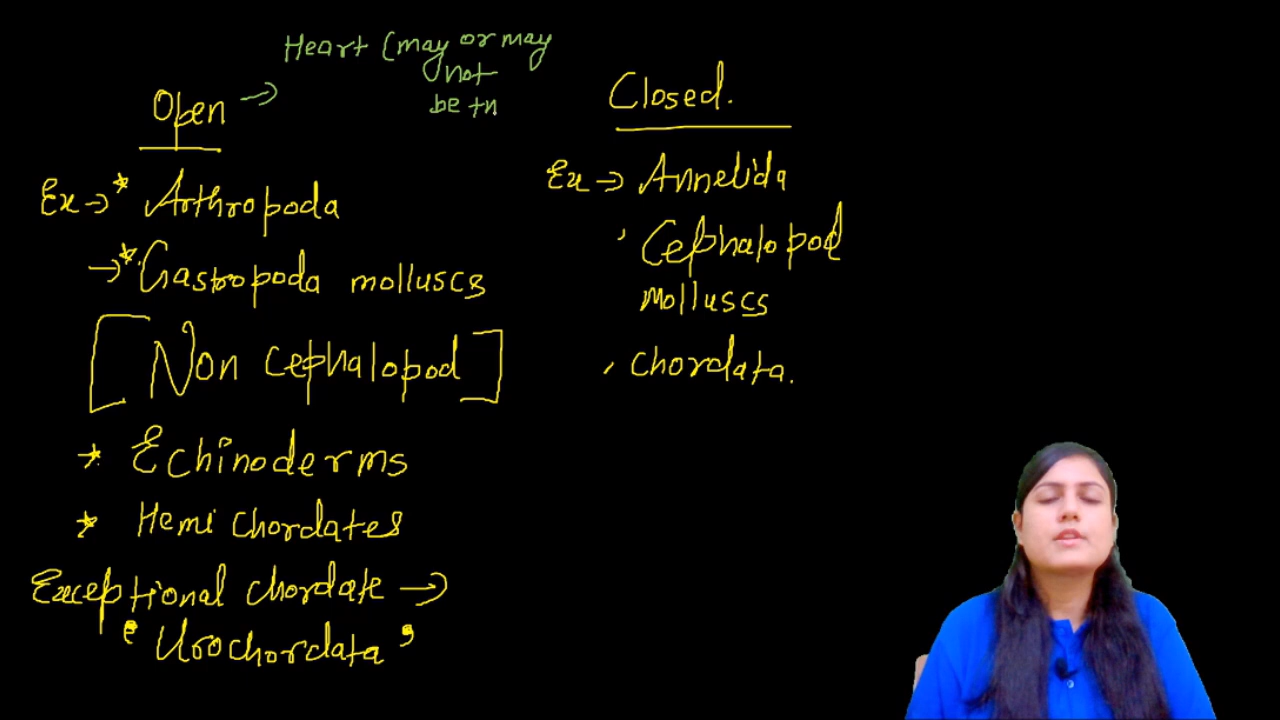 Heart (may or may
not
be +n
Open →
Ex → * Arthropoda
→ * Gastropoda molluscs
[Non cephalopod]
* Echinoderms
* Hemi chordates
Exceptional chordate →
' Urochordata '
Closed.
Ex → Annelida
, Cephalopod
molluscs
, chordata.